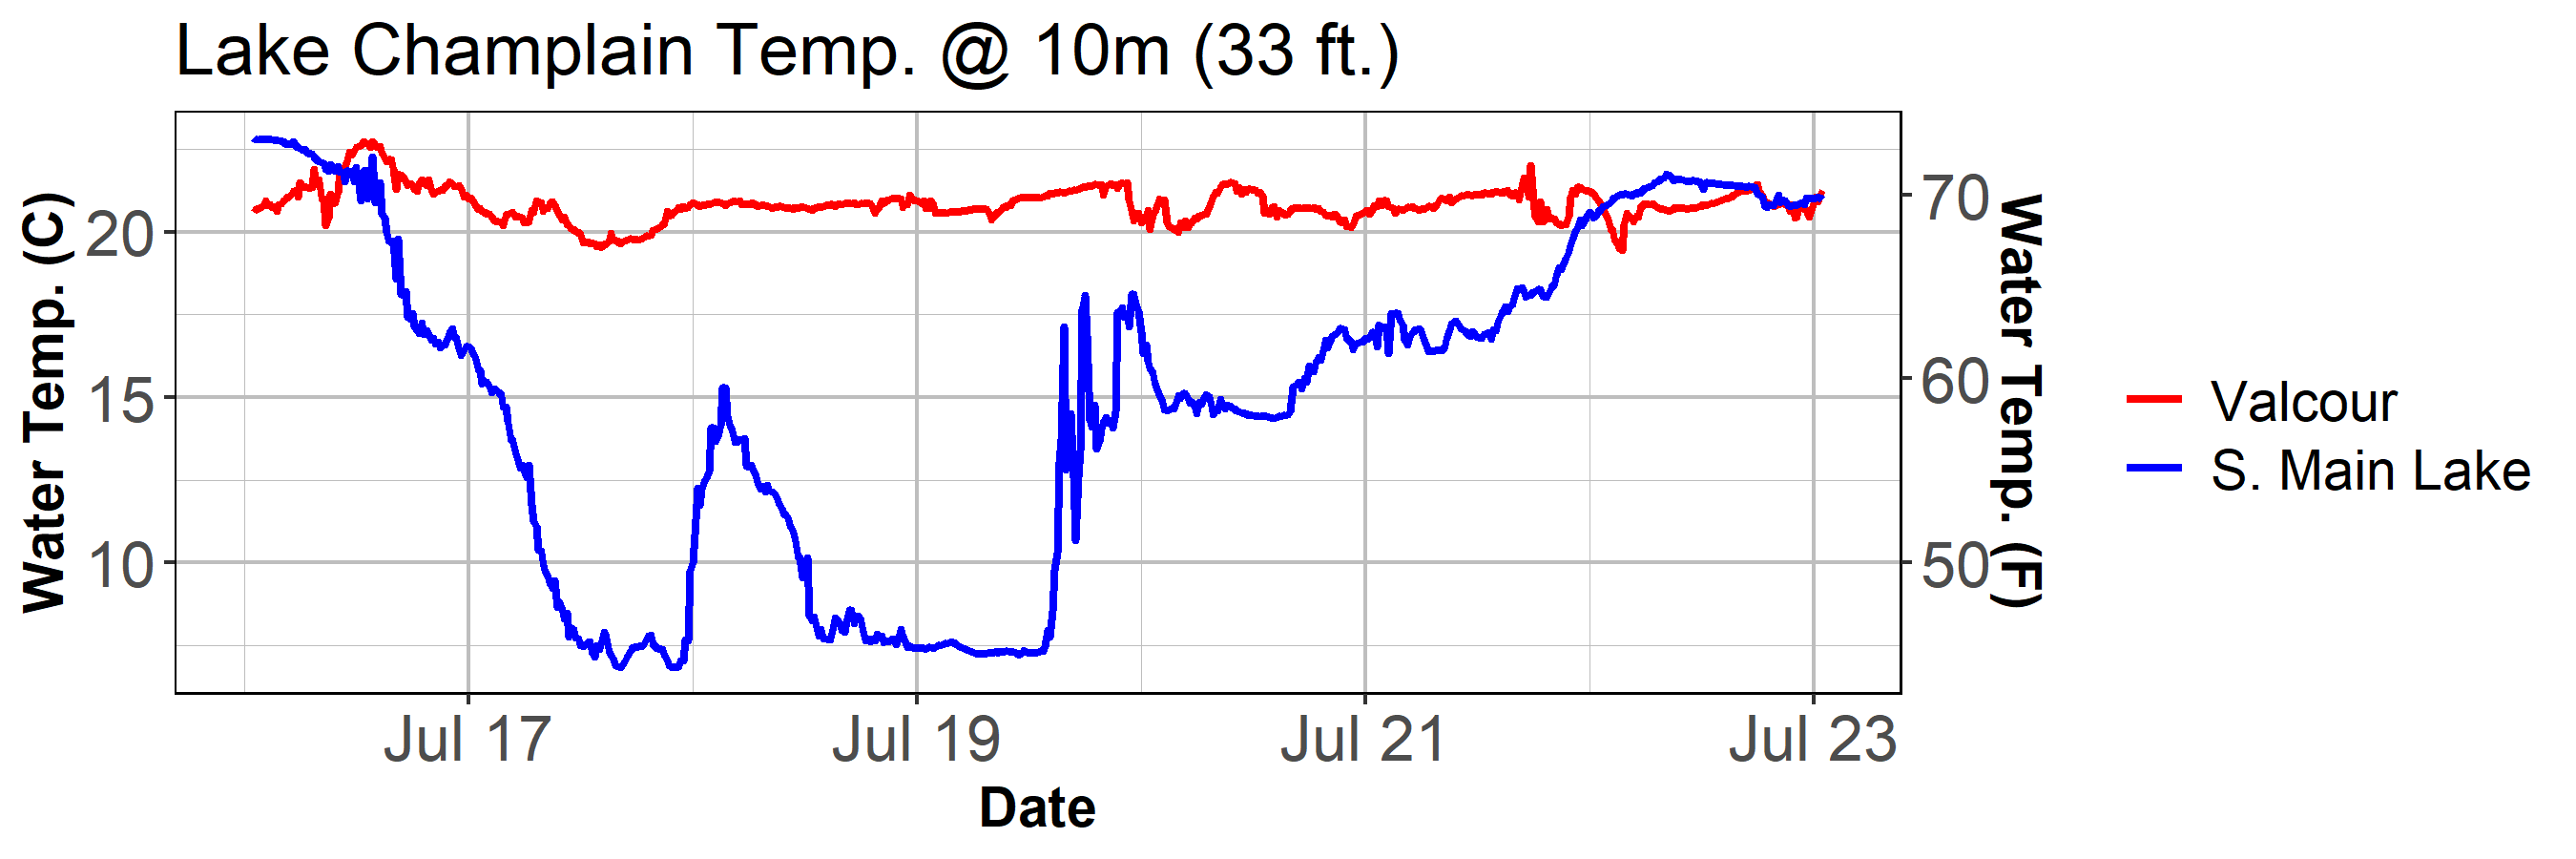 Lake Champlain Temp. @ 10m (33 ft.)
Water Temp. (C)
20
15
10
70
60
50
Water Temp. (F)
Jul 17
Jul 19
Jul 21
Jul 23
Date
Valcour
S. Main Lake